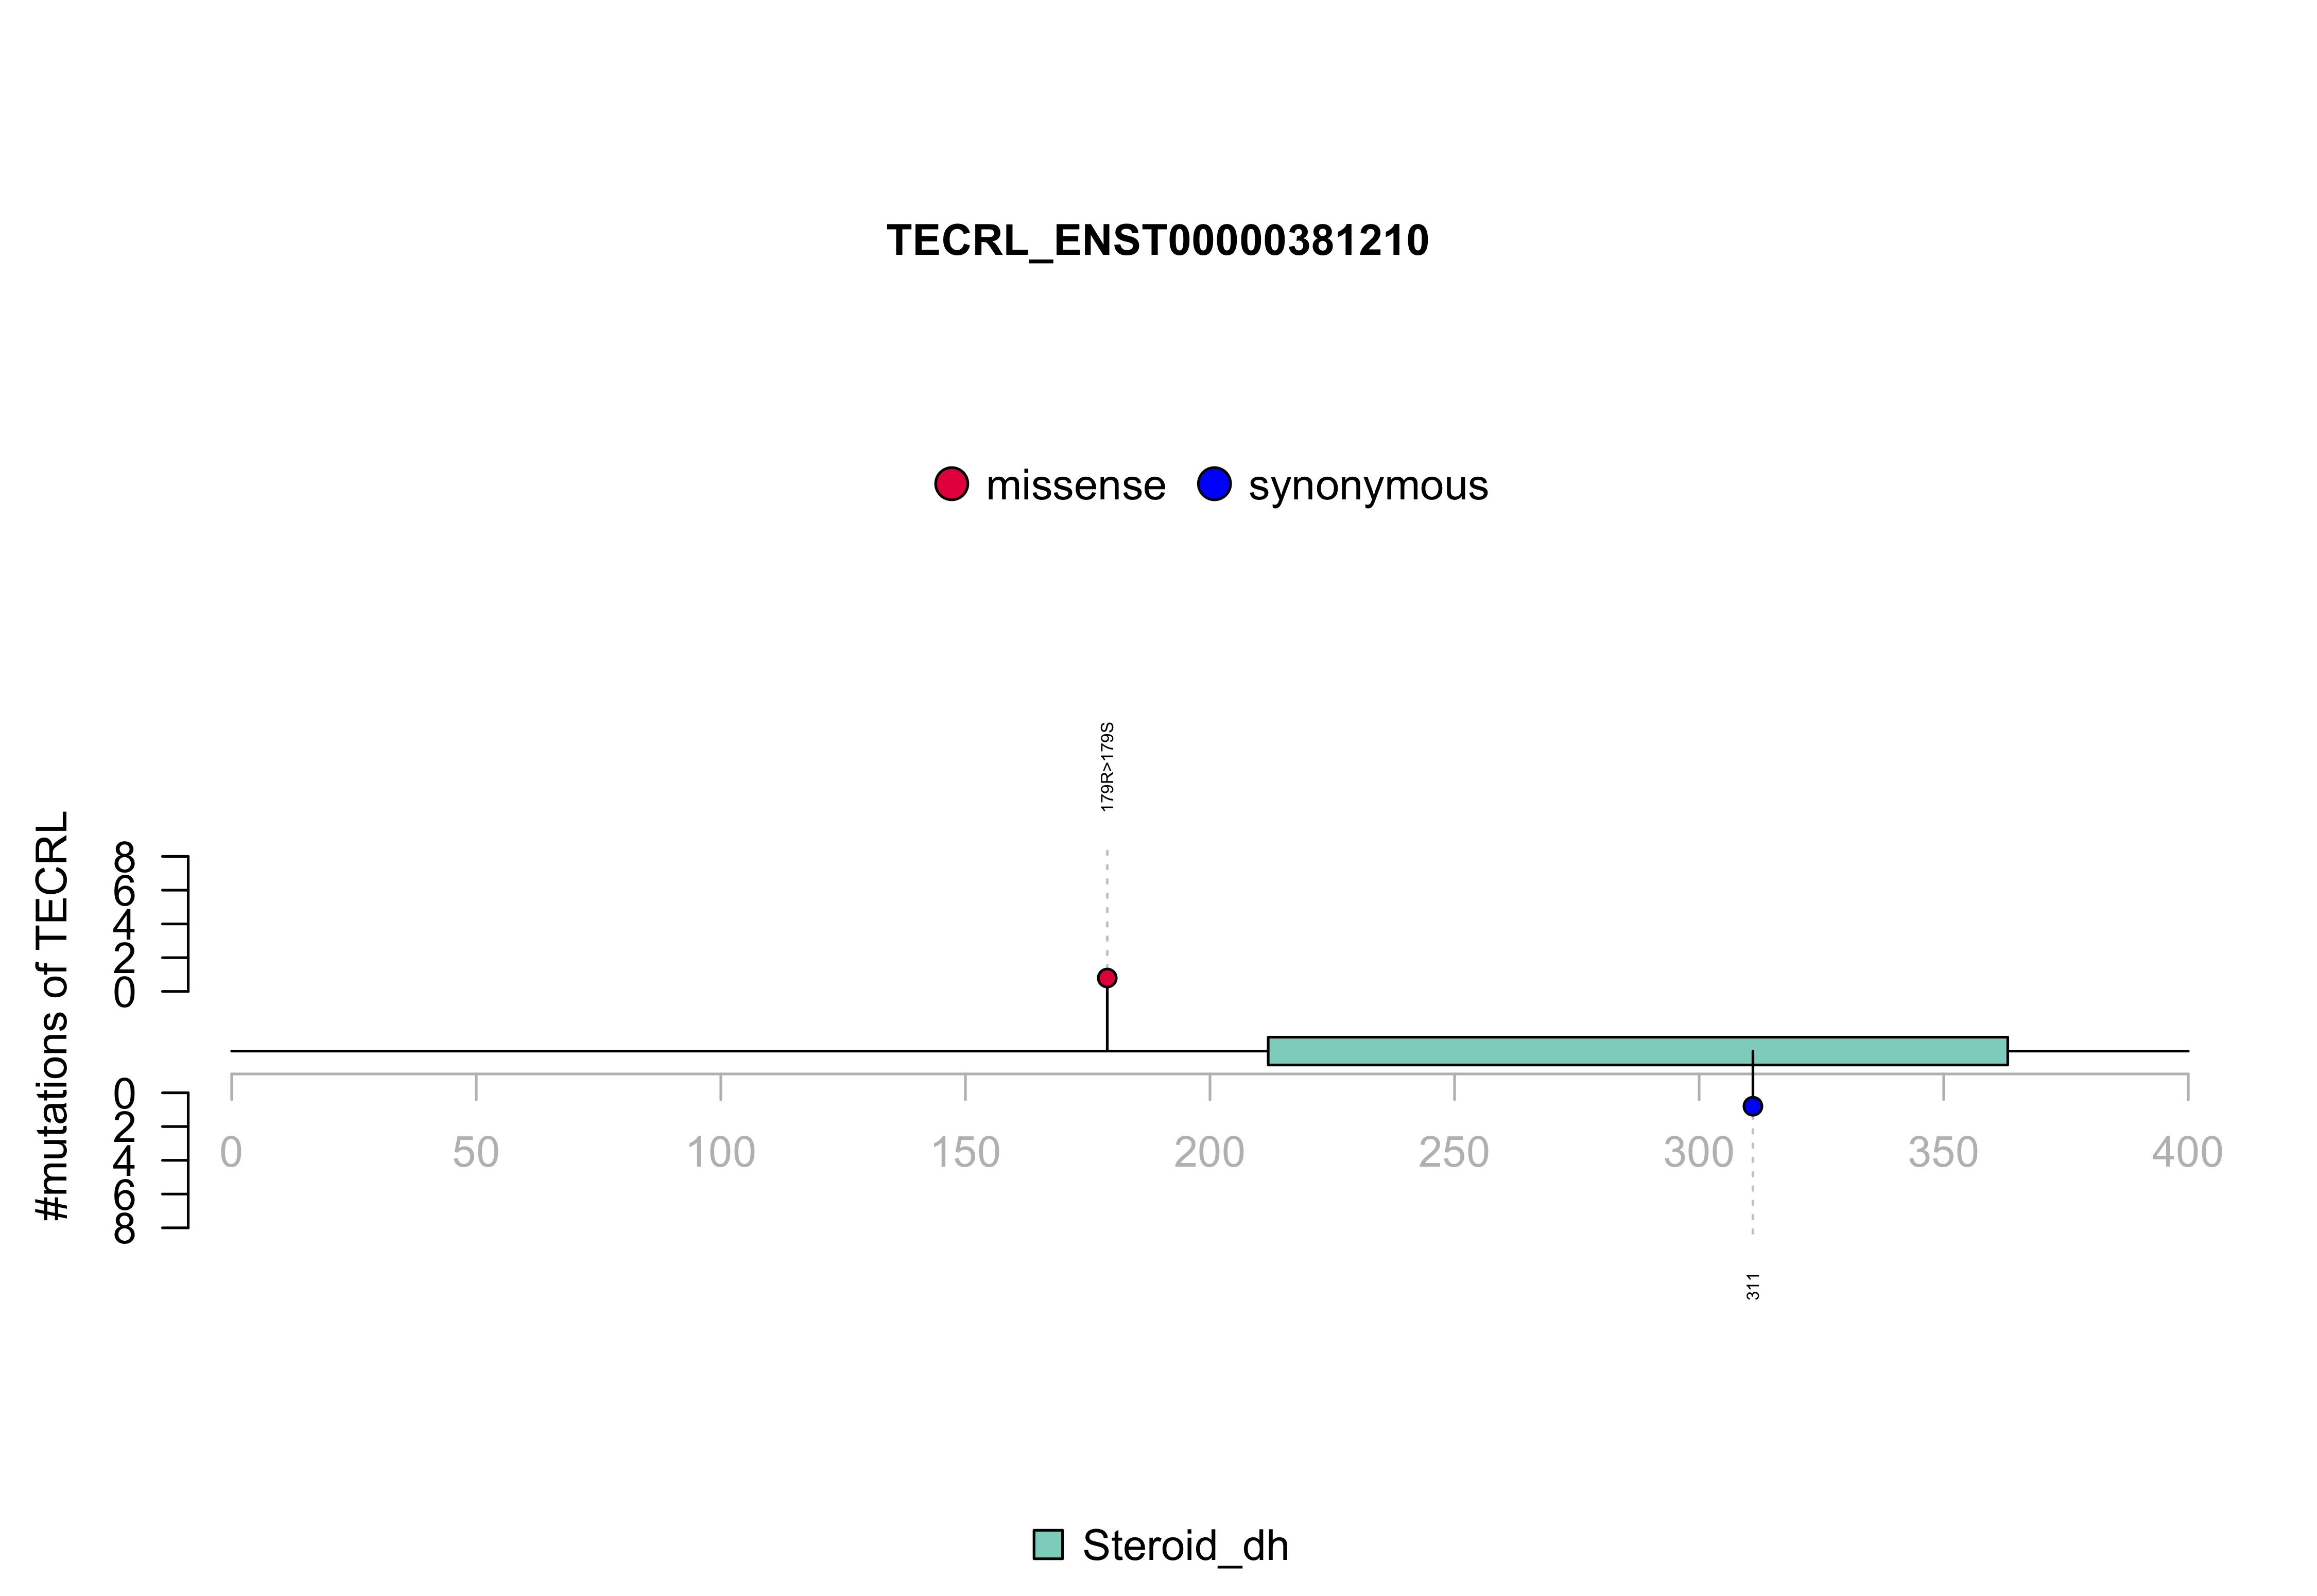 TECRL_ENST00000381210
missense synonymous
179R>179S
#mutations of TECRL
8
6
4
2
0
0
2
4
6
8
0 50 100 150 200 250 300 350 400
311
Steroid_dh